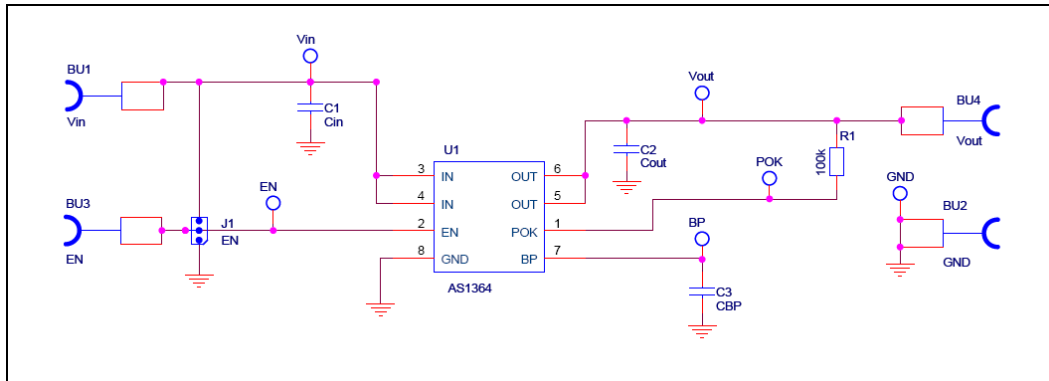 Vin
BU1
Vin
C1
Cin
Vout
BU4
Vout
R1
100k
C2
Cout
U1
3 IN
4 IN
2 EN
8 GND
OUT 6
OUT 5
POK 1
BP 7
AS1364
EN
BU3
EN
J1
EN
POK
GND
BU2
GND
BP
C3
CBP